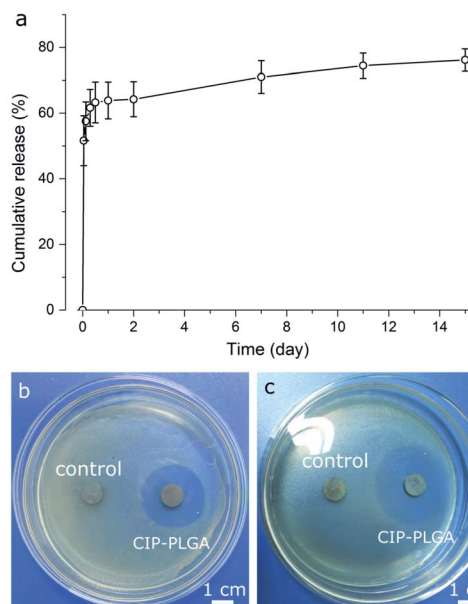 a
80
60
40
20
0
Cumulative release (%)
0 2 4 6 8 10 12 14
Time (day)
b
control
CIP-PLGA
1 cm
c
control
CIP-PLGA
1